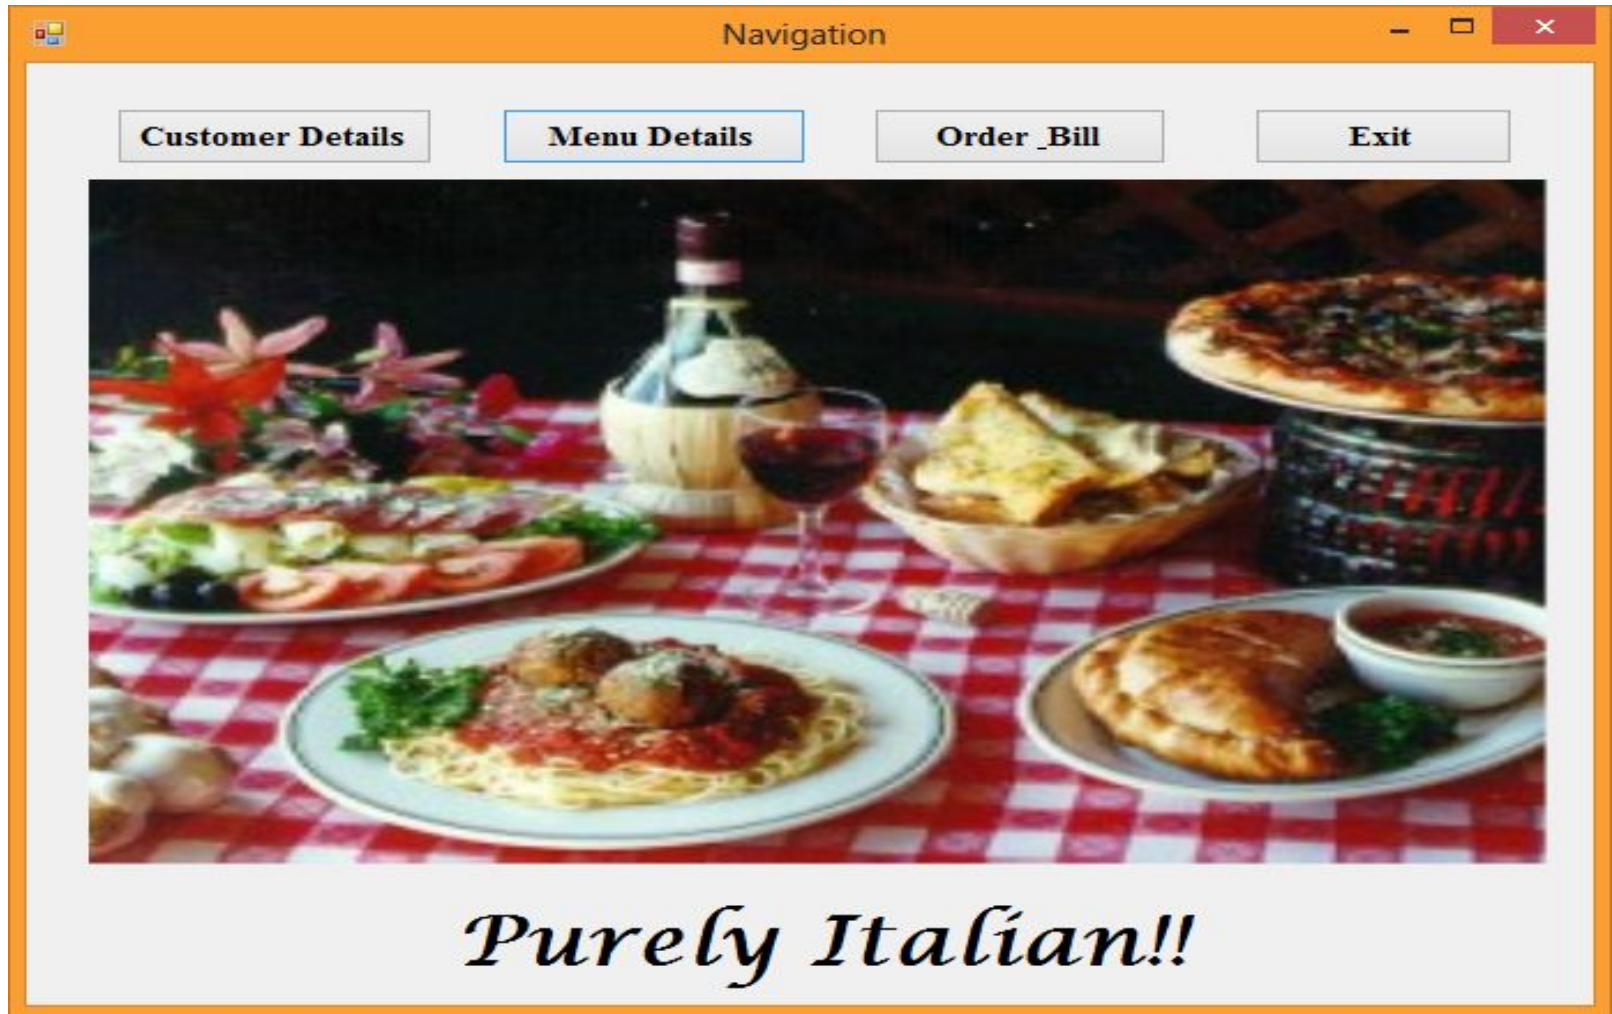 Navigation
Customer Details Menu Details Order _Bill Exit
Purely Italian!!